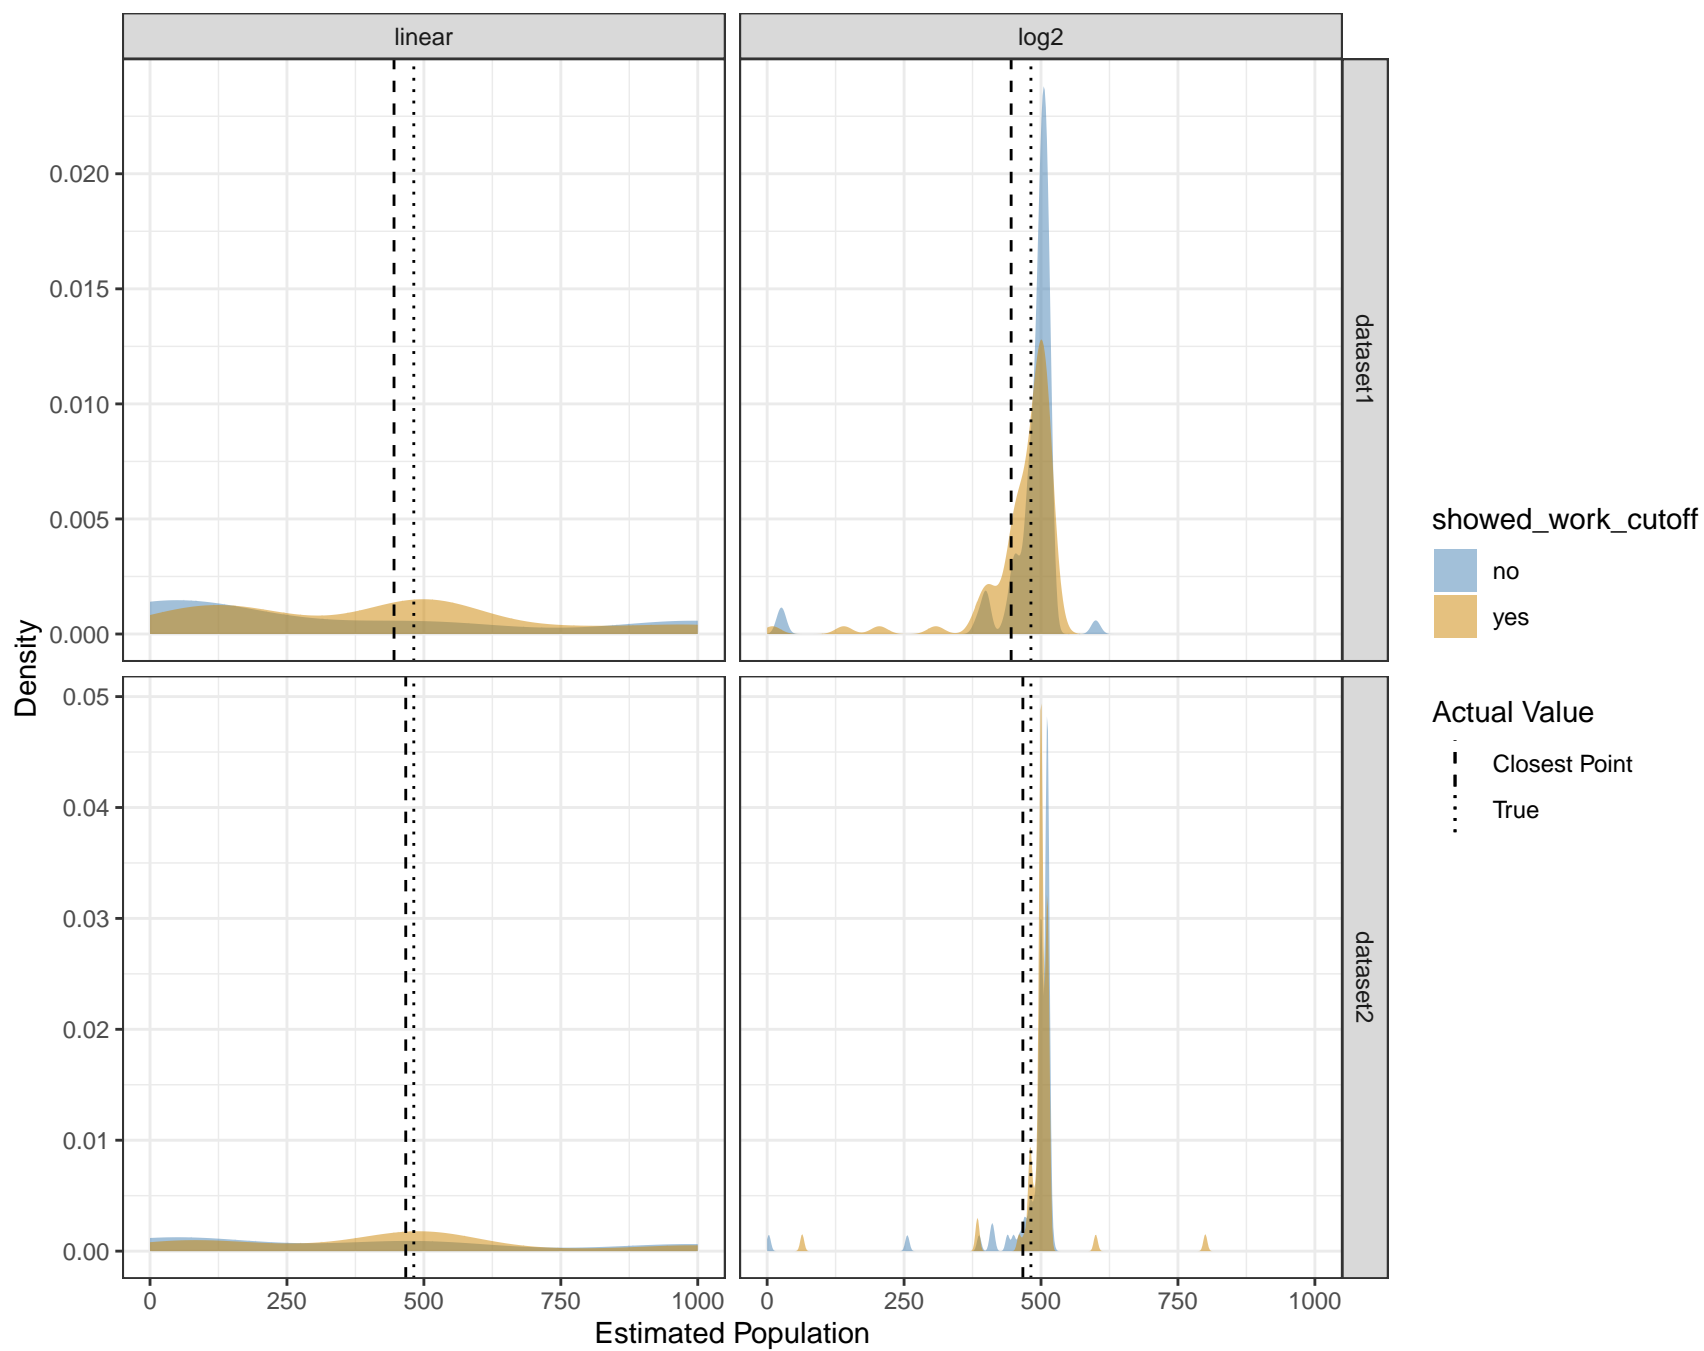 linear
log2
0.020
0.015
0.010
0.005
0.000
dataset1
0.05
0.04
0.03
0.02
0.01
0.00
dataset2
Density
0 250 500 750 1000
0 250 500 750 1000
Estimated Population
showed_work_cutoff
no
yes
Actual Value
Closest Point
True